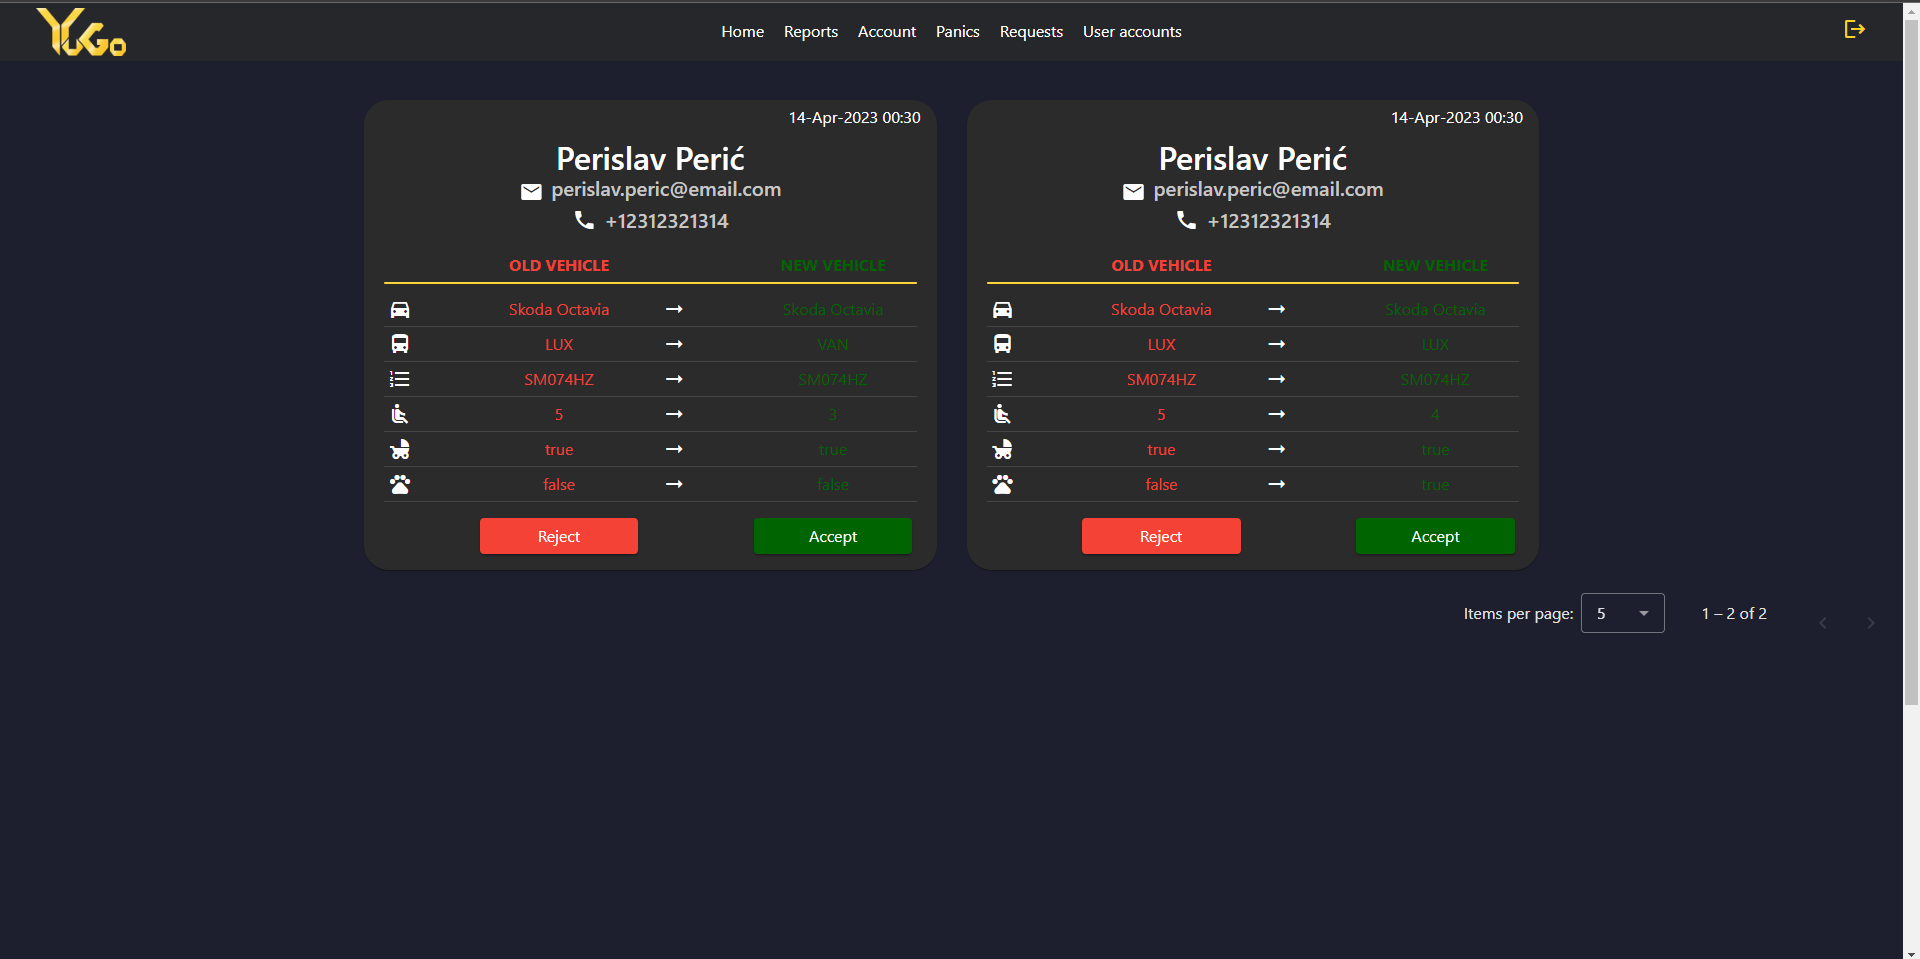 YuGo
Home Reports Account Panics Requests User accounts
14-Apr-2023 00:30
Perislav Perić
perislav.peric@email.com
+12312321314
OLD VEHICLE NEW VEHICLE
Skoda Octavia → Skoda Octavia
LUX → VAN
SM074HZ → SM074HZ
5 → 3
true → true
false → false
Reject Accept
14-Apr-2023 00:30
Perislav Perić
perislav.peric@email.com
+12312321314
OLD VEHICLE NEW VEHICLE
Skoda Octavia → Skoda Octavia
LUX → LUX
SM074HZ → SM074HZ
5 → 4
true → true
false → true
Reject Accept
Items per page: 5 1 – 2 of 2